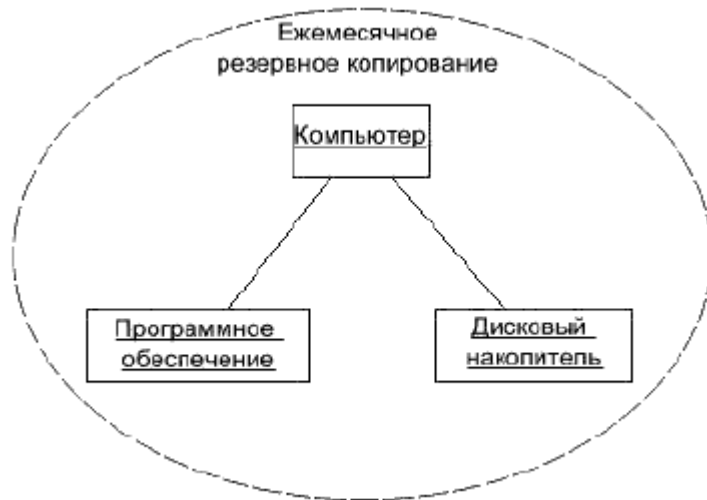 Ежемесячное
резервное копирование
Компьютер
Программное
обеспечение
Дисковый
накопитель